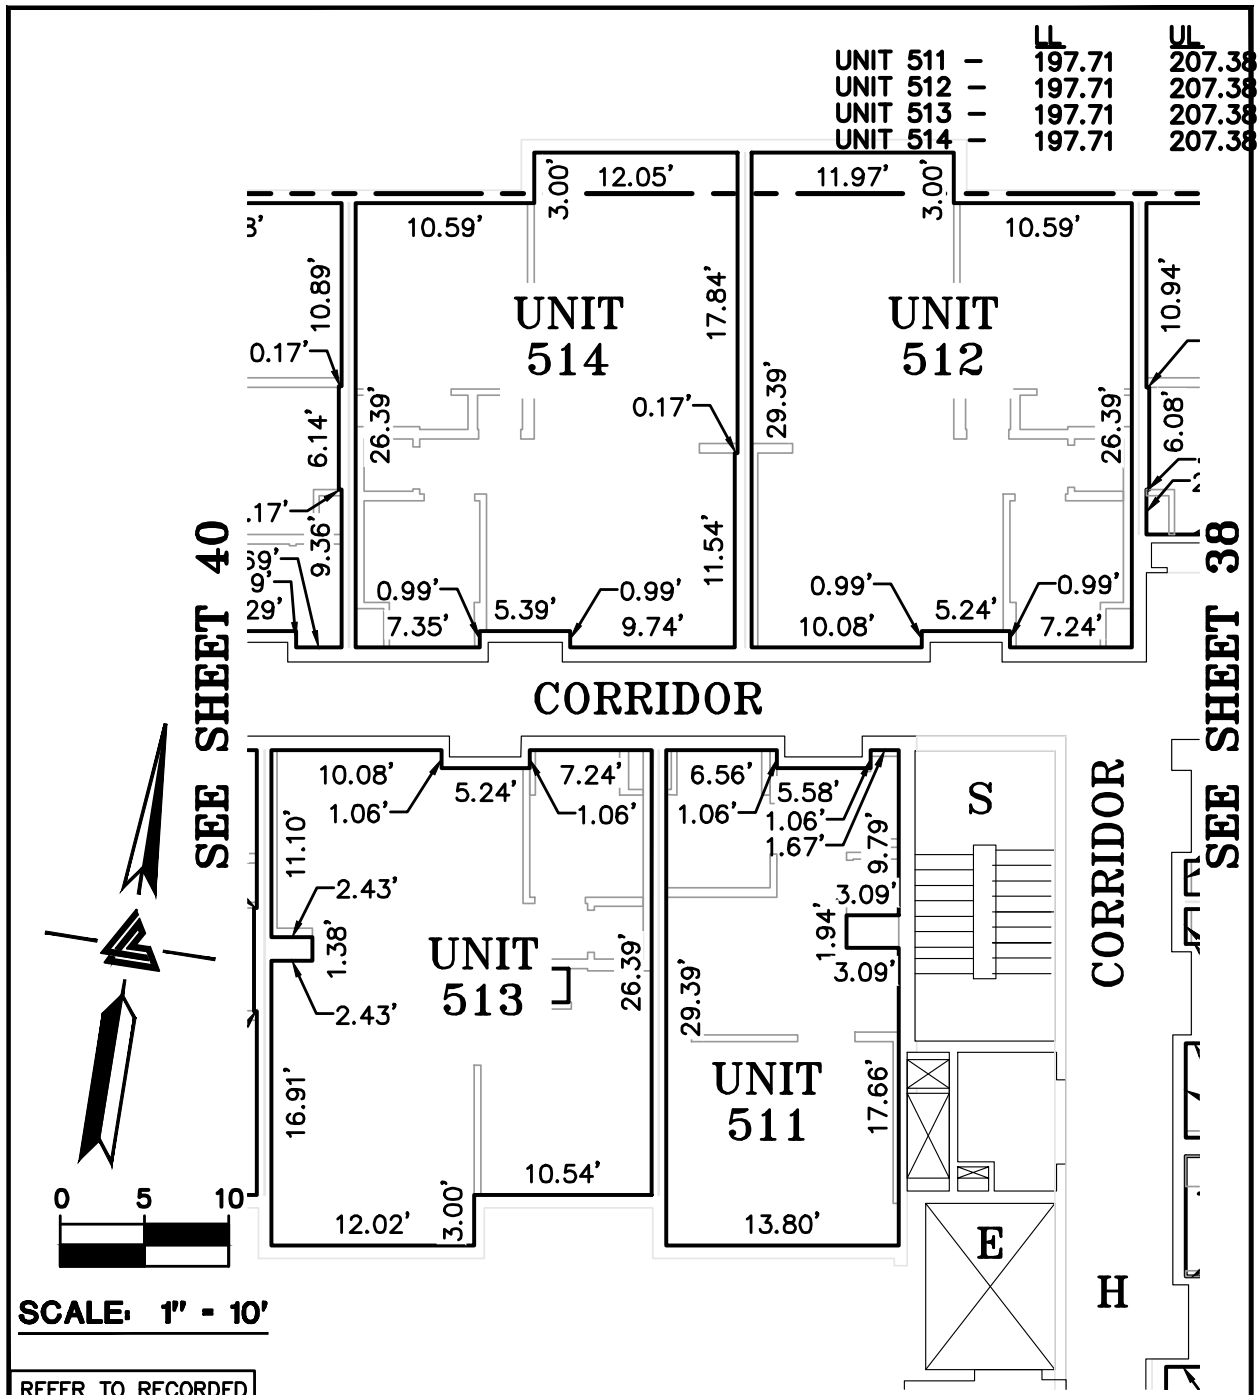 LL UL
UNIT 511 - 197.71 207.38
UNIT 512 - 197.71 207.38
UNIT 513 - 197.71 207.38
UNIT 514 - 197.71 207.38
12.05' 11.97'
3.00' 3.00'
8' 10.59' 10.59'
10.89' 17.84' 10.94'
UNIT UNIT
514 512
0.17'
26.39' 0.17' 29.39' 26.39'
6.14' 6.08'
.17' 2
9.36' 11.54'
69'
9' 0.99' 0.99' 0.99' 0.99'
29' 5.39' 5.24'
7.35' 9.74' 10.08' 7.24'
SEE SHEET 40
SEE SHEET 38
CORRIDOR
10.08' 7.24' 6.56'
5.24' 5.58'
1.06' 1.06' 1.06' 1.06'
1.67'
11.10' 9.79'
S
CORRIDOR
2.43' 3.09'
1.38' 1.94'
UNIT
513
26.39' 3.09'
2.43' 29.39'
UNIT
511
16.91' 17.66'
10.54'
3.00'
12.02' 13.80'
E
H
0 5 10
SCALE: 1" = 10'
REFER TO RECORDED